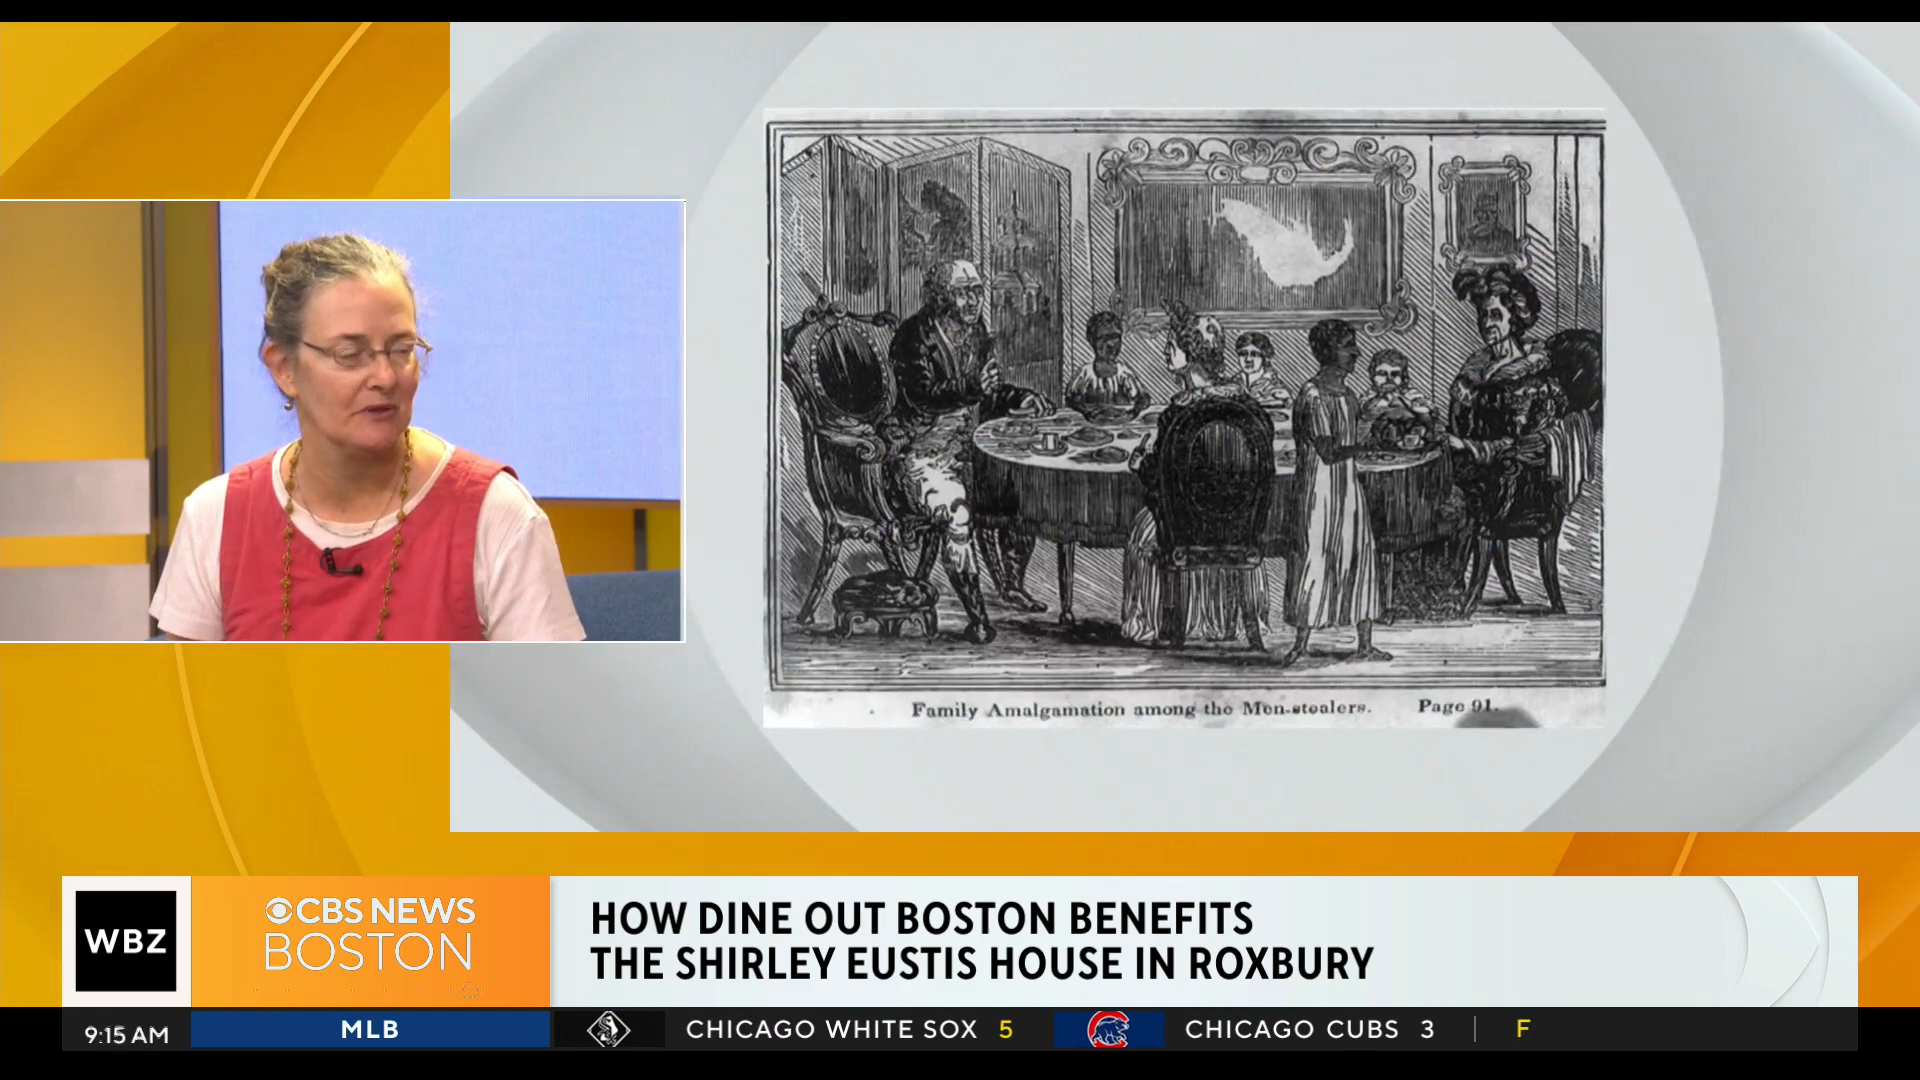 Family Amalgamation among the Men-stealers. Page 91.
WBZ
CBS NEWS
BOSTON
HOW DINE OUT BOSTON BENEFITS
THE SHIRLEY EUSTIS HOUSE IN ROXBURY
9:15 AM
MLB
CHICAGO WHITE SOX 5
CHICAGO CUBS 3
F